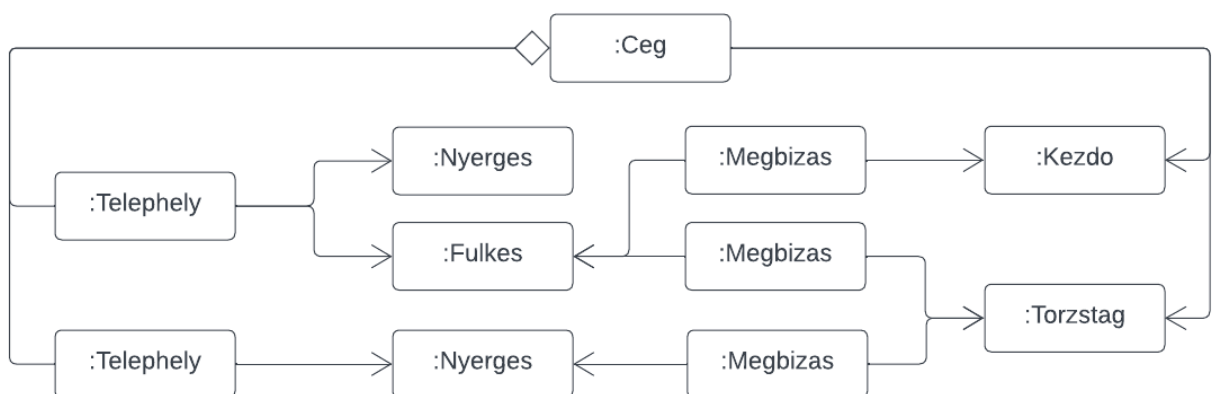 :Ceg
:Nyerges
:Megbizas
:Kezdo
:Telephely
:Fulkes
:Megbizas
:Torzstag
:Telephely
:Nyerges
:Megbizas